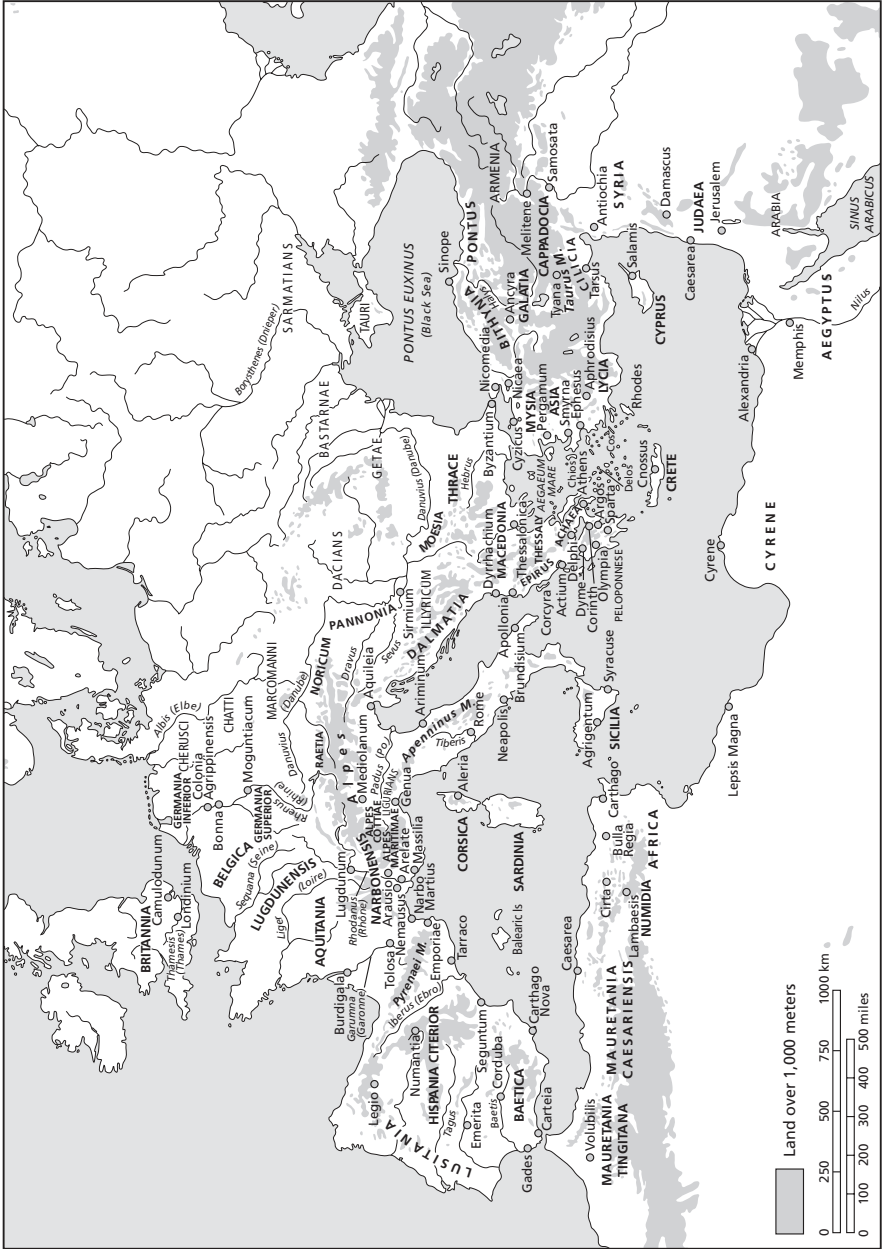 BRITANNIA
Camulodunum
Thamesis
(Thames)
Londinium
GERMANIA
INFERIOR
CHERUSCI
Albis (Elbe)
Colonia
Agrippinensis
Bonna
CHATTI
Moguntiacum
BELGICA
GERMANIA
SUPERIOR
Sequana (Seine)
Rhenus
(Rhine)
MARCOMANNI
Danuvius
(Danube)
LUGDUNENSIS
Liger
(Loire)
RAETIA
NORICUM
AQUITANIA
Lugdunum
Rhodanus
(Rhône)
NARBONENSIS
Alpes
ALPES
COTTIAE
ALPES
MARITIMAE
LIGURIANS
Mediolanum
Padus (Po)
Aquileia
Dravus
Savus
PANNONIA
Sirmium
ILLYRICUM
DALMATIA
DACIANS
GETAE
BASTARNAE
SARMATIANS
Borysthenes (Dnieper)
TAURI
PONTUS EUXINUS
(Black Sea)
Danuvius (Danube)
MOESIA
THRACE
Hebrus
Byzantium
Burdigala
Garumna
(Garonne)
Tolosa
Arausio
Nemausus
Arelate
Narbo
Martius
Massilia
Genua
Ariminum
Apenninus M.
Tiberis
Rome
Neapolis
Brundisium
Aleria
CORSICA
SARDINIA
Pyrenaei M.
Emporiae
Iberus (Ebro)
Tarraco
Balearic Is
Legio
Numantia
HISPANIA CITERIOR
LUSITANIA
Tagus
Emerita
Seguntum
Baetis
Corduba
BAETICA
Carthago
Nova
Carteia
Gades
Dyrrhachium
MACEDONIA
Apollonia
Thessalonica
THESSALY
EPIRUS
AEGAEUM
MARE
Corcyra
Actium
Delphi
ACHAEA
Athens
Dyme
Corinth
Argos
Olympia
Sparta
PELOPONNESE
Chios
Delos
Cos
Cnossus
CRETE
Rhodes
Nicomedia
Nicaea
Cyzicus
MYSIA
Pergamum
ASIA
Smyrna
Ephesus
Aphrodisius
LYCIA
BITHYNIA
Sinope
PONTUS
Halys
Ancyra
GALATIA
ARMENIA
Melitene
CAPPADOCIA
Samosata
Tyana
Taurus M.
CILICIA
Tarsus
Antiochia
SYRIA
Salamis
CYPRUS
Damascus
Caesarea
JUDAEA
Jerusalem
ARABIA
SINUS
ARABICUS
Alexandria
Memphis
AEGYPTUS
Nilus
Cyrene
CYRENE
Syracuse
Agrigentum
SICILIA
Carthago
Lepsis Magna
Bulla
Regia
AFRICA
Cirta
Lambaesis
NUMIDIA
Caesarea
MAURETANIA
CAESARIENSIS
Volubilis
MAURETANIA
TINGITANA
Land over 1,000 meters
0 250 500 750 1000 km
0 100 200 300 400 500 miles